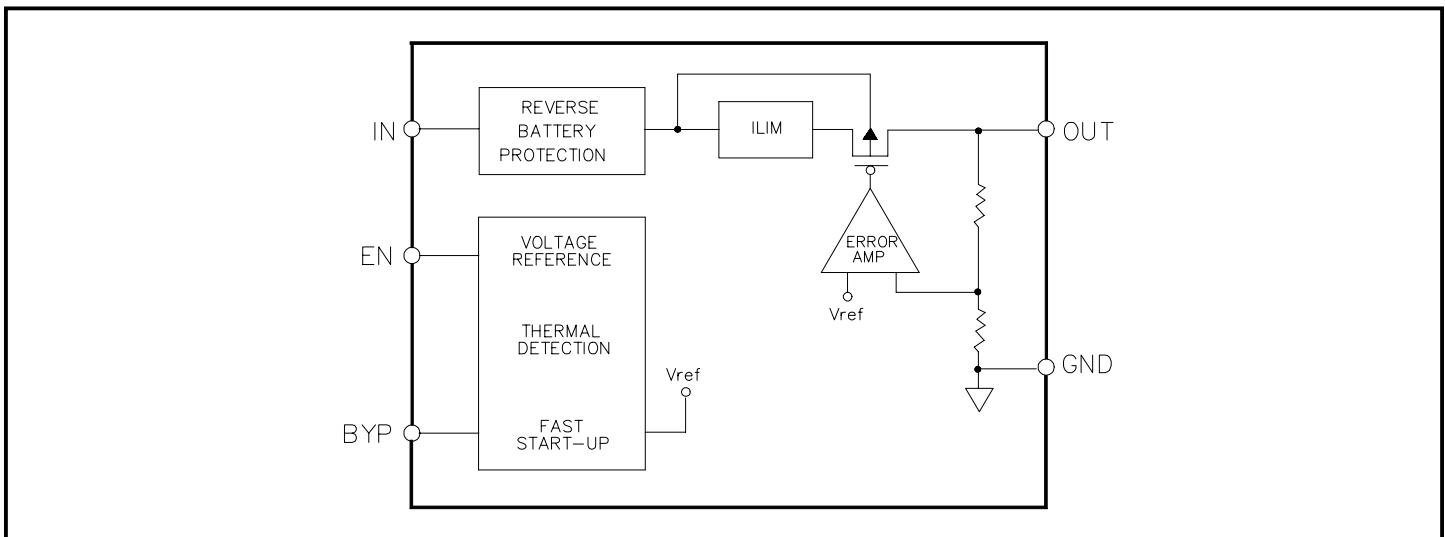 IN
REVERSE
BATTERY
PROTECTION
ILIM
OUT
EN
VOLTAGE
REFERENCE
ERROR
AMP
Vref
THERMAL
DETECTION
GND
Vref
BYP
FAST
START-UP